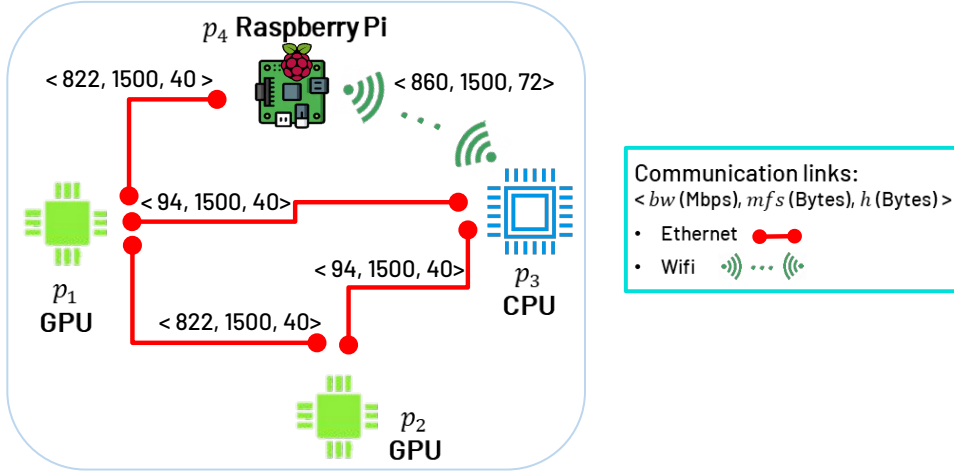 p₄ Raspberry Pi
< 822, 1500, 40 >
< 860, 1500, 72>
< 94, 1500, 40>
p₁
GPU
< 94, 1500, 40>
p₃
CPU
< 822, 1500, 40>
p₂
GPU
Communication links:
< bw (Mbps), mfs (Bytes), h (Bytes) >
• Ethernet
• Wifi